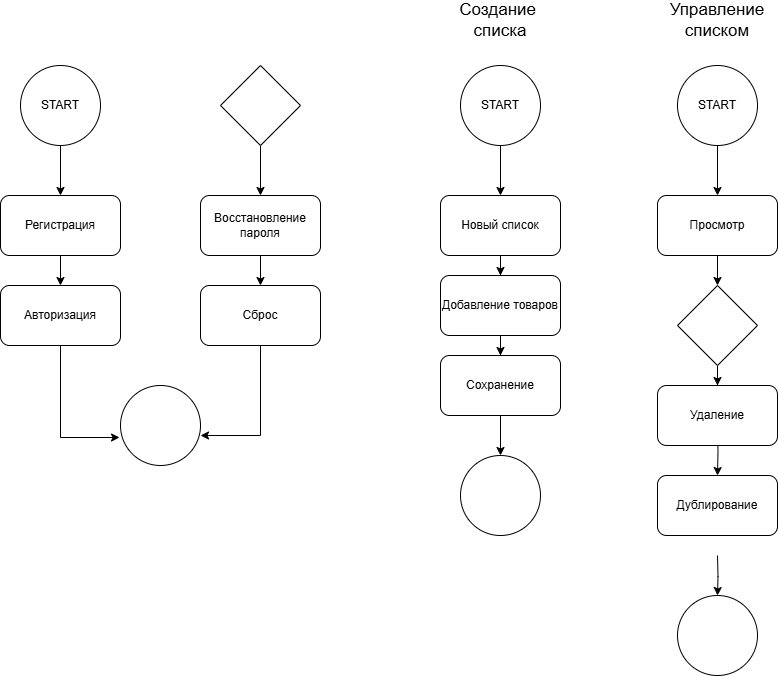 Создание
списка
Управление
списком
START
START
START
Регистрация
Восстановление
пароля
Новый список
Просмотр
Авторизация
Сброс
Добавление товаров
Сохранение
Удаление
Дублирование